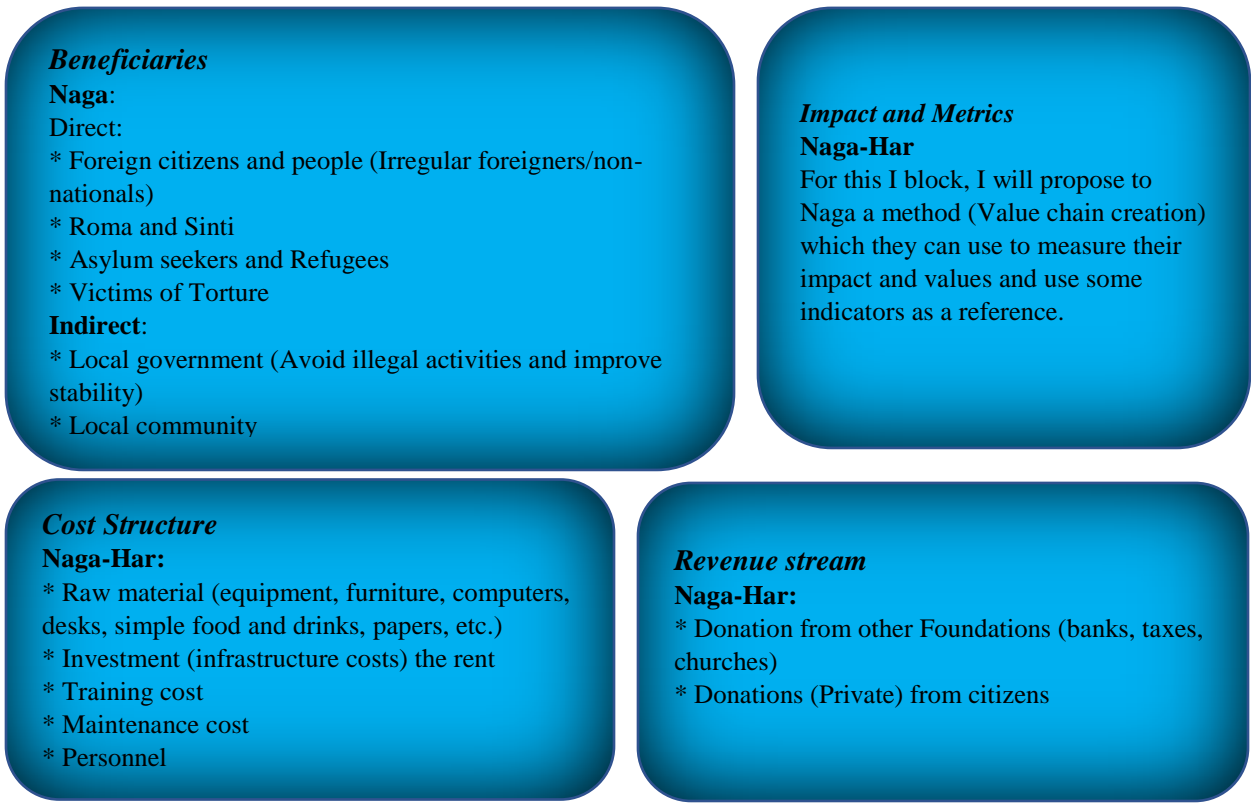 Beneficiaries
Naga:
Direct:
* Foreign citizens and people (Irregular foreigners/non-
nationals)
* Roma and Sinti
* Asylum seekers and Refugees
* Victims of Torture
Indirect:
* Local government (Avoid illegal activities and improve
stability)
* Local community
Impact and Metrics
Naga-Har
For this I block, I will propose to
Naga a method (Value chain creation)
which they can use to measure their
impact and values and use some
indicators as a reference.
Cost Structure
Naga-Har:
* Raw material (equipment, furniture, computers,
desks, simple food and drinks, papers, etc.)
* Investment (infrastructure costs) the rent
* Training cost
* Maintenance cost
* Personnel
Revenue stream
Naga-Har:
* Donation from other Foundations (banks, taxes,
churches)
* Donations (Private) from citizens